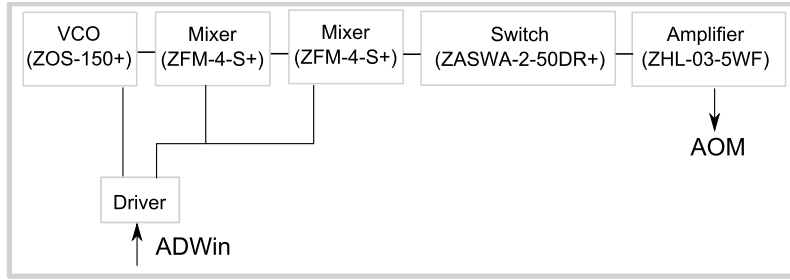 VCO
(ZOS-150+)
Mixer
(ZFM-4-S+)
Mixer
(ZFM-4-S+)
Switch
(ZASWA-2-50DR+)
Amplifier
(ZHL-03-5WF)
AOM
Driver
ADWin